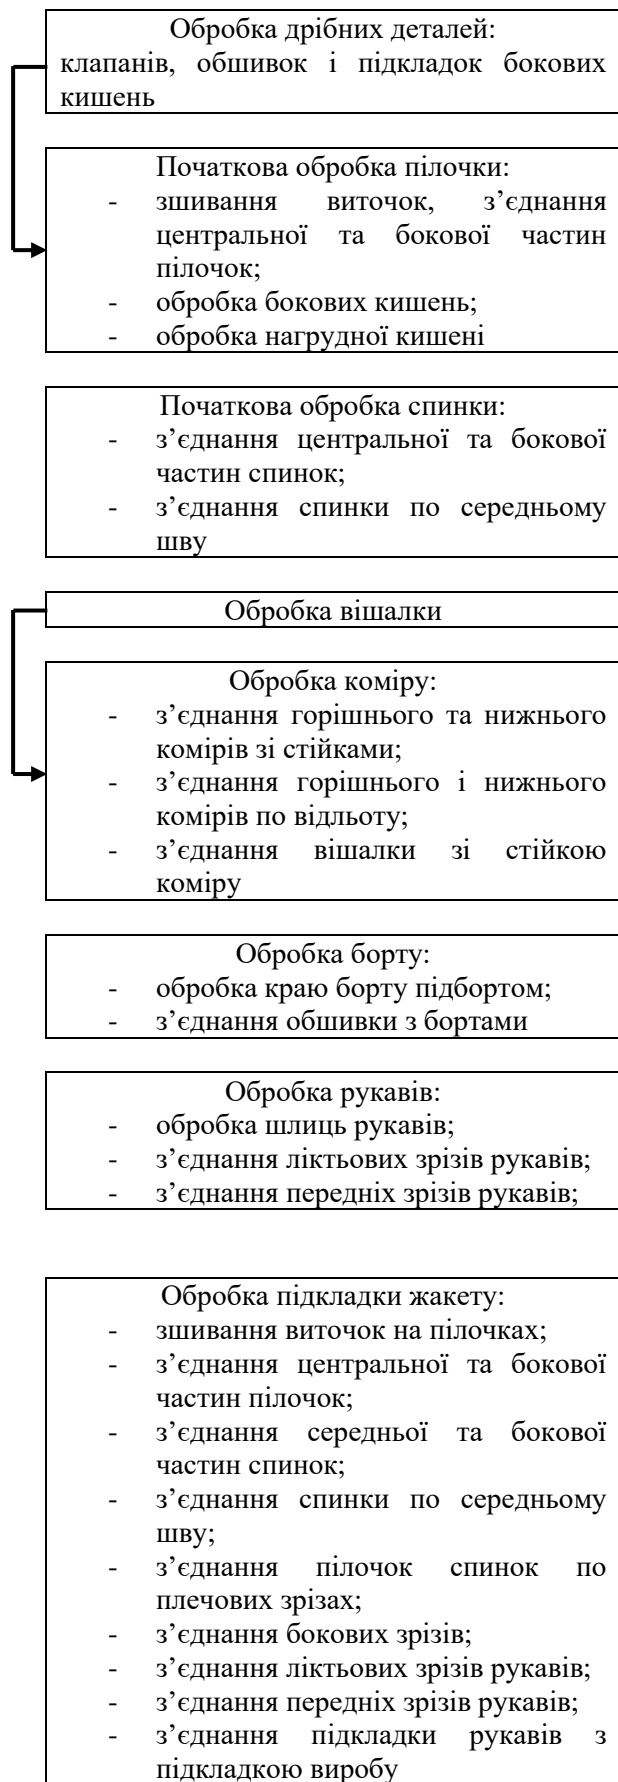 Обробка дрібних деталей:
клапанів, обшивок і підкладок бокових
кишень
Початкова обробка пілочки:
- зшивання виточок, з’єднання
центральної та бокової частин
пілочок;
- обробка бокових кишень;
- обробка нагрудної кишені
Початкова обробка спинки:
- з’єднання центральної та бокової
частин спинок;
- з’єднання спинки по середньому
шву
Обробка вішалки
Обробка коміру:
- з’єднання горішнього та нижнього
комірів зі стійками;
- з’єднання горішнього і нижнього
комірів по відльоту;
- з’єднання вішалки зі стійкою
коміру
Обробка борту:
- обробка краю борту підбортом;
- з’єднання обшивки з бортами
Обробка рукавів:
- обробка шлиць рукавів;
- з’єднання ліктьових зрізів рукавів;
- з’єднання передніх зрізів рукавів;
Обробка підкладки жакету:
- зшивання виточок на пілочках;
- з’єднання центральної та бокової
частин пілочок;
- з’єднання середньої та бокової
частин спинок;
- з’єднання спинки по середньому
шву;
- з’єднання пілочок спинок по
плечових зрізах;
- з’єднання бокових зрізів;
- з’єднання ліктьових зрізів рукавів;
- з’єднання передніх зрізів рукавів;
- з’єднання підкладки рукавів з
підкладкою виробу